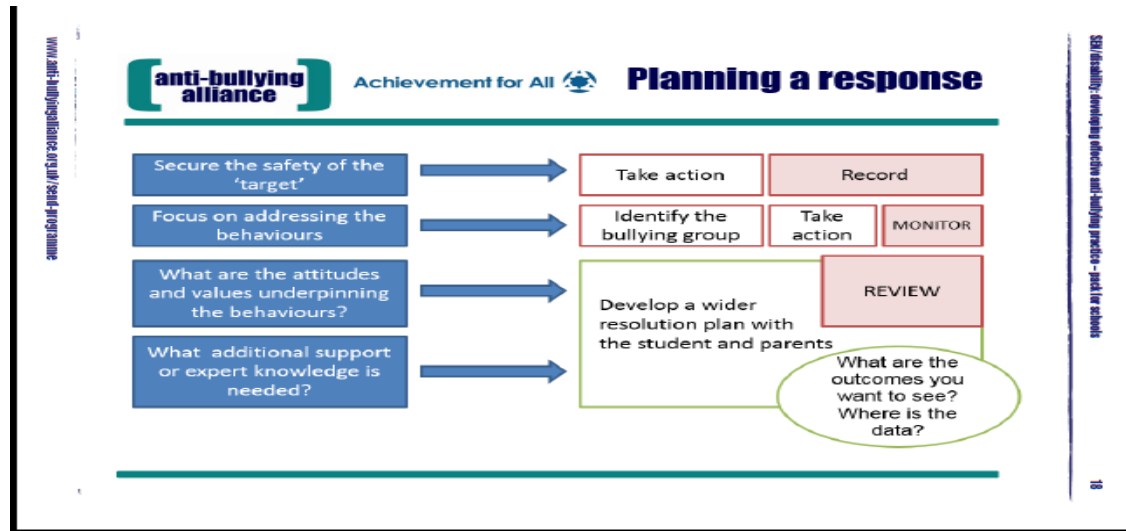 www.anti-bullyingalliance.org.uk/send-programme
anti-bullying
alliance
Achievement for All
Planning a response
Secure the safety of the
‘target’
Take action
Record
Focus on addressing the
behaviours
Identify the
bullying group
Take
action
MONITOR
What are the attitudes
and values underpinning
the behaviours?
What additional support
or expert knowledge is
needed?
Develop a wider
resolution plan with
the student and parents
REVIEW
What are the
outcomes you
want to see?
Where is the
data?
SEN/disability: developing effective anti-bullying practice – pack for schools
18